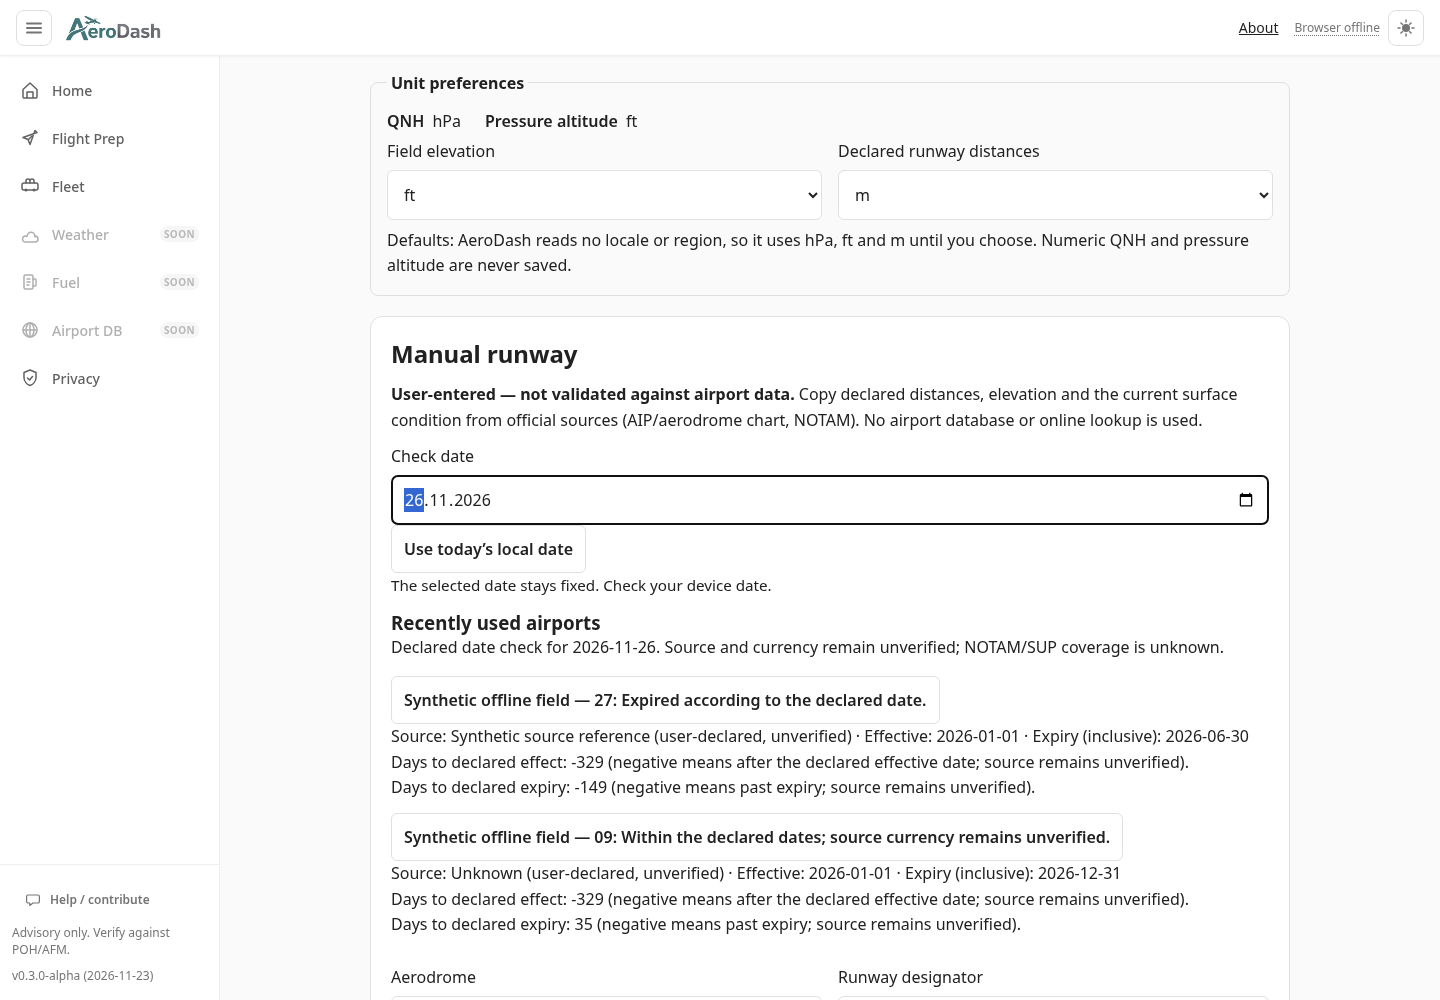 AeroDash
About
Browser offline
Home
Flight Prep
Fleet
Weather SOON
Fuel SOON
Airport DB SOON
Privacy
Help / contribute
Advisory only. Verify against
POH/AFM.
v0.3.0-alpha (2026-11-23)
Unit preferences
QNH hPa Pressure altitude ft
Field elevation
ft
Declared runway distances
m
Defaults: AeroDash reads no locale or region, so it uses hPa, ft and m until you choose. Numeric QNH and pressure
altitude are never saved.
Manual runway
User-entered — not validated against airport data. Copy declared distances, elevation and the current surface
condition from official sources (AIP/aerodrome chart, NOTAM). No airport database or online lookup is used.
Check date
26.11.2026
Use today’s local date
The selected date stays fixed. Check your device date.
Recently used airports
Declared date check for 2026-11-26. Source and currency remain unverified; NOTAM/SUP coverage is unknown.
Synthetic offline field — 27: Expired according to the declared date.
Source: Synthetic source reference (user-declared, unverified) · Effective: 2026-01-01 · Expiry (inclusive): 2026-06-30
Days to declared effect: -329 (negative means after the declared effective date; source remains unverified).
Days to declared expiry: -149 (negative means past expiry; source remains unverified).
Synthetic offline field — 09: Within the declared dates; source currency remains unverified.
Source: Unknown (user-declared, unverified) · Effective: 2026-01-01 · Expiry (inclusive): 2026-12-31
Days to declared effect: -329 (negative means after the declared effective date; source remains unverified).
Days to declared expiry: 35 (negative means past expiry; source remains unverified).
Aerodrome
Runway designator